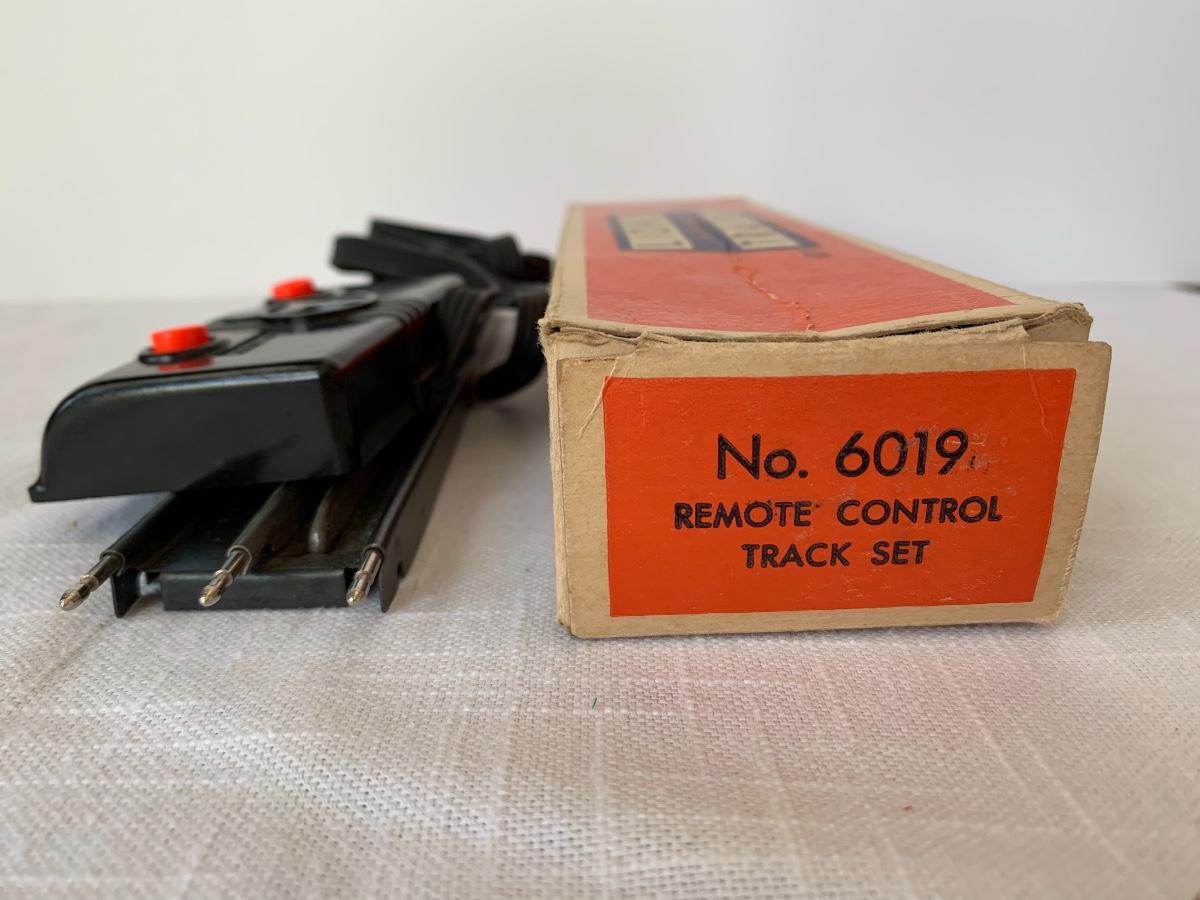 No. 6019
REMOTE CONTROL
TRACK SET